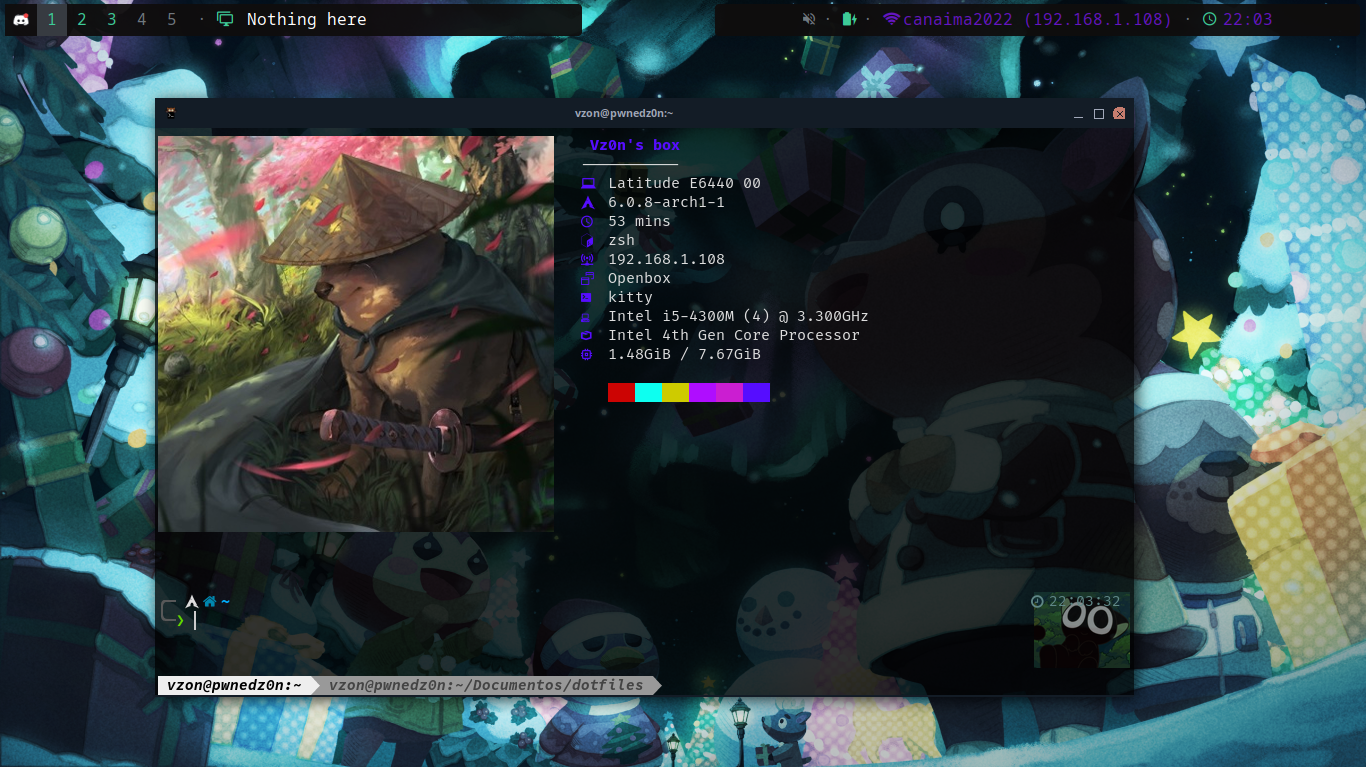 1 2 3 4 5 · Nothing here
· · canaima2022 (192.168.1.108) · 22:03
vzon@pwnedz0n:~
Vz0n's box
Latitude E6440 00
6.0.8-arch1-1
53 mins
zsh
192.168.1.108
Openbox
kitty
Intel i5-4300M (4) @ 3.300GHz
Intel 4th Gen Core Processor
1.48GiB / 7.67GiB
~
22:03:32
❯
vzon@pwnedz0n:~ vzon@pwnedz0n:~/Documentos/dotfiles